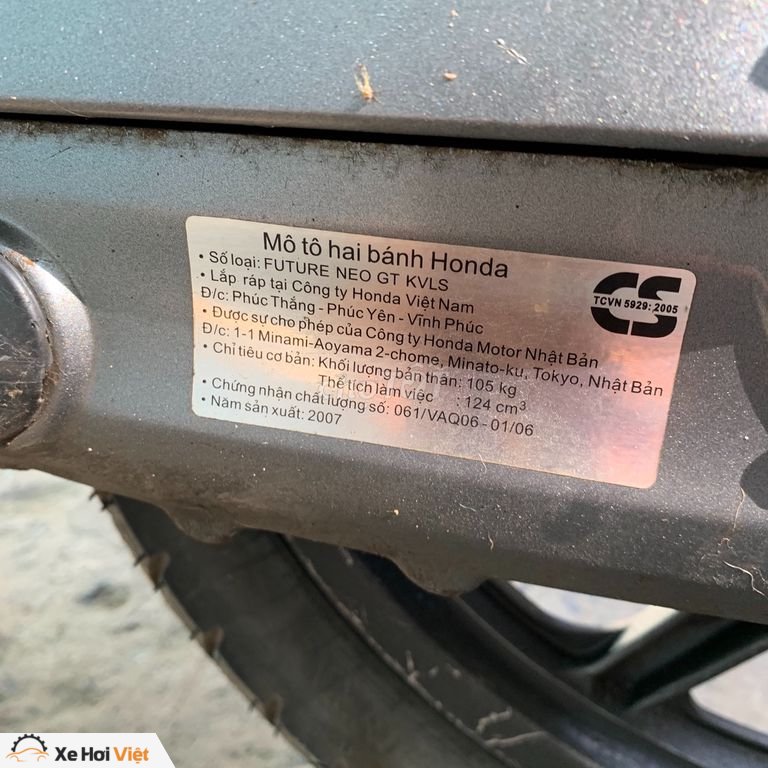 Mô tô hai bánh Honda
• Số loại: FUTURE NEO GT KVLS
• Lắp ráp tại Công ty Honda Việt Nam
Đ/c: Phúc Thắng - Phúc Yên - Vĩnh Phúc
• Được sự cho phép của Công ty Honda Motor Nhật Bản
Đ/c: 1-1 Minami-Aoyama 2-chome, Minato-ku, Tokyo, Nhật Bản
• Chỉ tiêu cơ bản: Khối lượng bản thân: 105 kg
Thể tích làm việc : 124 cm³
• Chứng nhận chất lượng số: 061/VAQ06 - 01/06
• Năm sản xuất: 2007
CS
TCVN 5929: 2005
Xe Hơi Việt